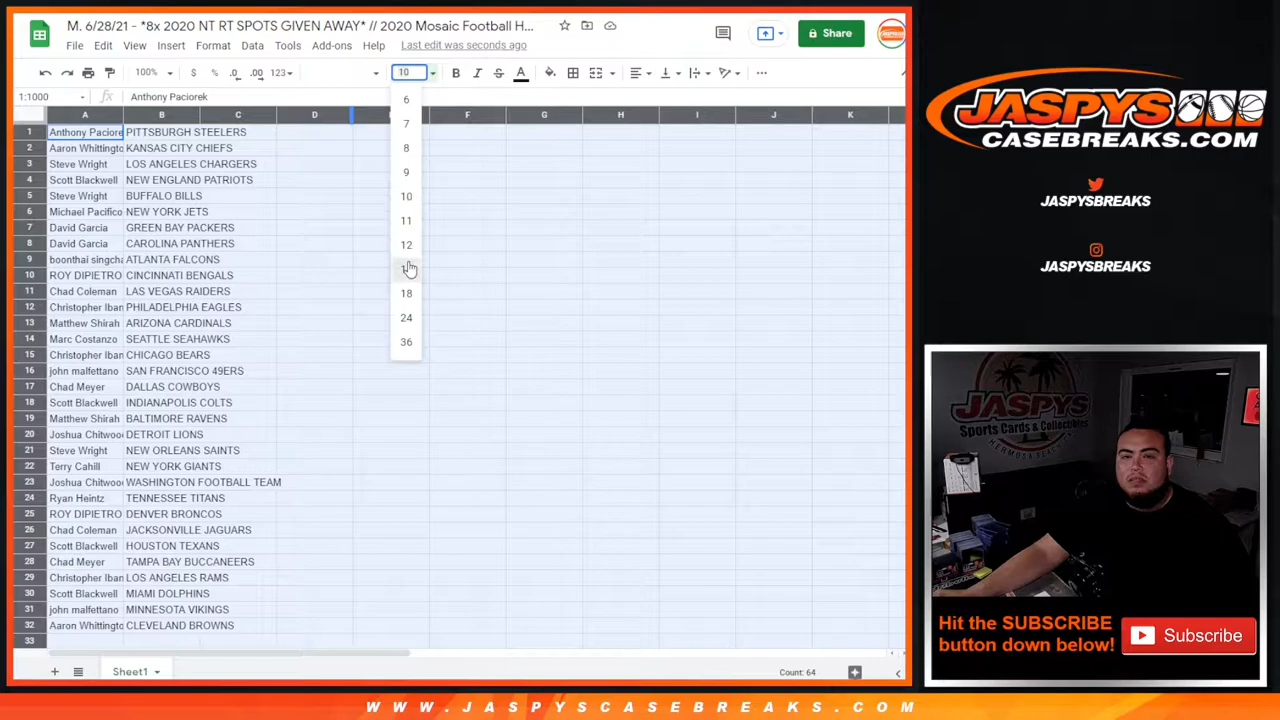 M. 6/28/21 - *8x 2020 NT RT SPOTS GIVEN AWAY* // 2020 Mosaic Football H...
File Edit View Insert Format Data Tools Add-ons Help Last edit was seconds ago
Share
100% $ % .0 .00 123 10 B I S A
1:1000 fx Anthony Paciorek
A B C D F G H I J K
1 Anthony Paciore PITTSBURGH STEELERS
2 Aaron Whittingto KANSAS CITY CHIEFS
3 Steve Wright LOS ANGELES CHARGERS
4 Scott Blackwell NEW ENGLAND PATRIOTS
5 Steve Wright BUFFALO BILLS
6 Michael Pacifico NEW YORK JETS
7 David Garcia GREEN BAY PACKERS
8 David Garcia CAROLINA PANTHERS
9 boonthai singcha ATLANTA FALCONS
10 ROY DIPIETRO CINCINNATI BENGALS
11 Chad Coleman LAS VEGAS RAIDERS
12 Christopher Iban PHILADELPHIA EAGLES
13 Matthew Shirah ARIZONA CARDINALS
14 Marc Costanzo SEATTLE SEAHAWKS
15 Christopher Iban CHICAGO BEARS
16 john malfettano SAN FRANCISCO 49ERS
17 Chad Meyer DALLAS COWBOYS
18 Scott Blackwell INDIANAPOLIS COLTS
19 Matthew Shirah BALTIMORE RAVENS
20 Joshua Chitwood DETROIT LIONS
21 Steve Wright NEW ORLEANS SAINTS
22 Terry Cahill NEW YORK GIANTS
23 Joshua Chitwood WASHINGTON FOOTBALL TEAM
24 Ryan Heintz TENNESSEE TITANS
25 ROY DIPIETRO DENVER BRONCOS
26 Chad Coleman JACKSONVILLE JAGUARS
27 Scott Blackwell HOUSTON TEXANS
28 Chad Meyer TAMPA BAY BUCCANEERS
29 Christopher Iban LOS ANGELES RAMS
30 Scott Blackwell MIAMI DOLPHINS
31 john malfettano MINNESOTA VIKINGS
32 Aaron Whittingto CLEVELAND BROWNS
33
6
7
8
9
10
11
12
18
24
36
Sheet1
Count: 64
JASPYS
CASEBREAKS.COM
JASPYSBREAKS
JASPYSBREAKS
JASPYS
Sports Cards & Collectibles
HERMOSA BEACH
Hit the SUBSCRIBE
button down below!
Subscribe
WWW.JASPYSCASEBREAKS.COM